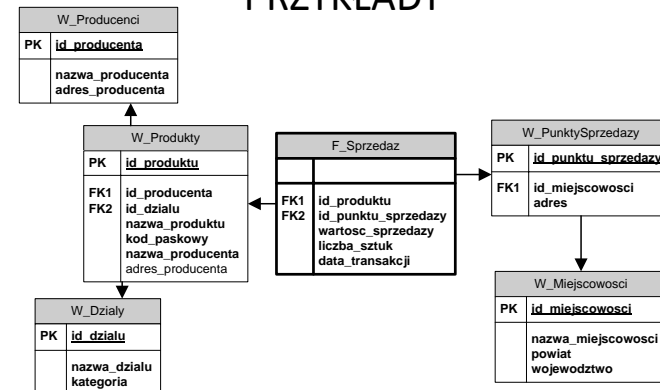 PRZYKŁADY
W_Producenci
PK id_producenta
nazwa_producenta
adres_producenta
W_Produkty
PK id_produktu
FK1 id_producenta
FK2 id_dzialu
nazwa_produktu
kod_paskowy
nazwa_producenta
adres_producenta
W_Dzialy
PK id_dzialu
nazwa_dzialu
kategoria
F_Sprzedaz
FK1 id_produktu
FK2 id_punktu_sprzedazy
wartosc_sprzedazy
liczba_sztuk
data_transakcji
W_PunktySprzedazy
PK id_punktu_sprzedazy
FK1 id_miejscowosci
adres
W_Miejscowosci
PK id_miejscowosci
nazwa_miejscowosci
powiat
wojewodztwo